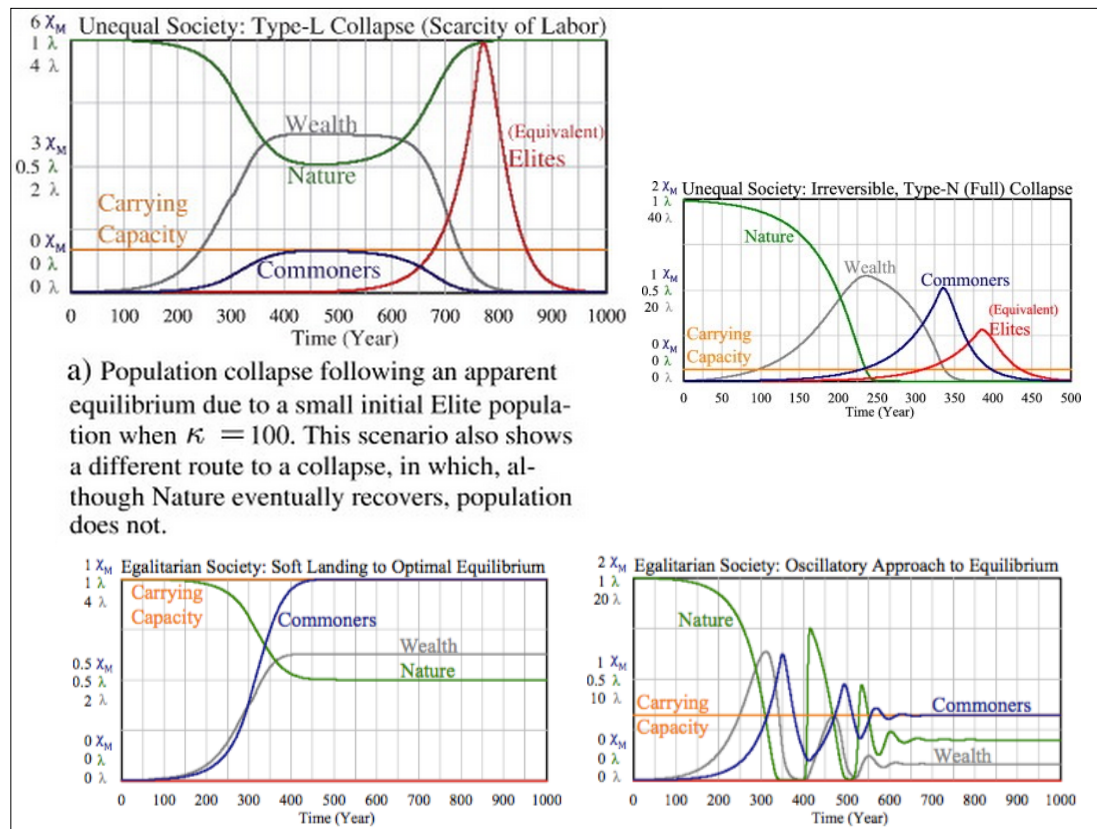 Unequal Society: Type-L Collapse (Scarcity of Labor)
6 χM
1 λ
4 λ
3 χM
0.5 λ
2 λ
0 χM
0 λ
0 λ
Wealth
Nature
(Equivalent)
Elites
Carrying
Capacity
Commoners
0 100 200 300 400 500 600 700 800 900 1000
Time (Year)
a) Population collapse following an apparent
equilibrium due to a small initial Elite popula-
tion when κ = 100. This scenario also shows
a different route to a collapse, in which, al-
though Nature eventually recovers, population
does not.
Unequal Society: Irreversible, Type-N (Full) Collapse
2 χM
1 λ
40 λ
1 χM
0.5 λ
20 λ
0 χM
0 λ
0 λ
Nature
Wealth
Commoners
(Equivalent)
Elites
Carrying
Capacity
0 50 100 150 200 250 300 350 400 450 500
Time (Year)
Egalitarian Society: Soft Landing to Optimal Equilibrium
1 χM
1 λ
4 λ
0.5 χM
0.5 λ
2 λ
0 χM
0 λ
0 λ
Carrying
Capacity
Commoners
Wealth
Nature
0 100 200 300 400 500 600 700 800 900 1000
Time (Year)
Egalitarian Society: Oscillatory Approach to Equilibrium
2 χM
1 λ
20 λ
1 χM
0.5 λ
10 λ
0 χM
0 λ
0 λ
Nature
Carrying
Capacity
Commoners
Wealth
0 100 200 300 400 500 600 700 800 900 1000
Time (Year)